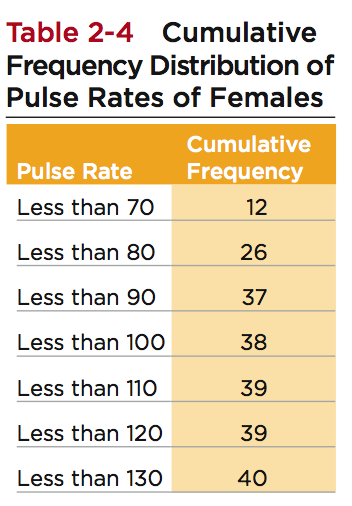 Table 2-4 Cumulative
Frequency Distribution of
Pulse Rates of Females
Cumulative
Pulse Rate Frequency
Less than 70 12
Less than 80 26
Less than 90 37
Less than 100 38
Less than 110 39
Less than 120 39
Less than 130 40